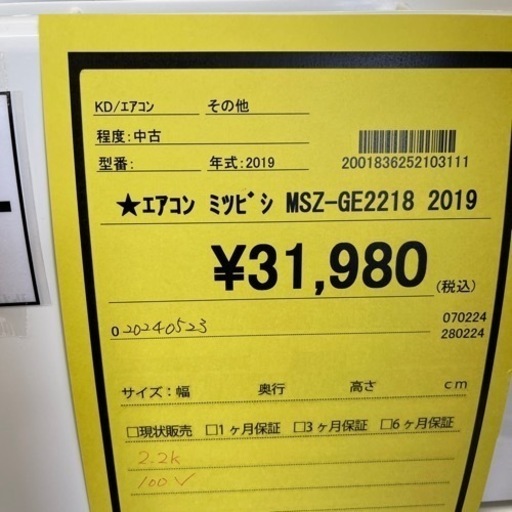 KD/エアコン その他
程度:中古
型番: 年式:2019
2001836252103111
★エアコン ミツビシ MSZ-GE2218 2019
¥31,980 (税込)
070224
0 20240523
280224
サイズ:幅 奥行 高さ cm
□現状販売 □1ヶ月保証 □3ヶ月保証 □6ヶ月保証
2.2k
100V